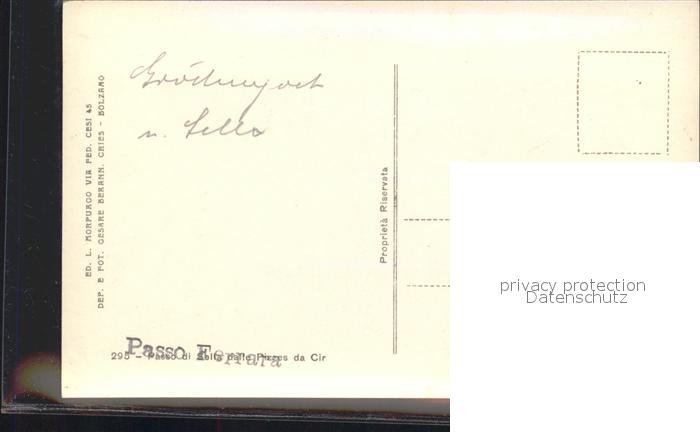 Grödnerjoch
u. Sella
ED. L. MORPURGO VIA FED. CESI 45
DEP. E FOT. CESARE BERANN. GRIES - BOLZANO
Proprietà Riservata
privacy protection
Datenschutz
Passo Ferrara
295 - Passo di Sella dalle Pizzes da Cir